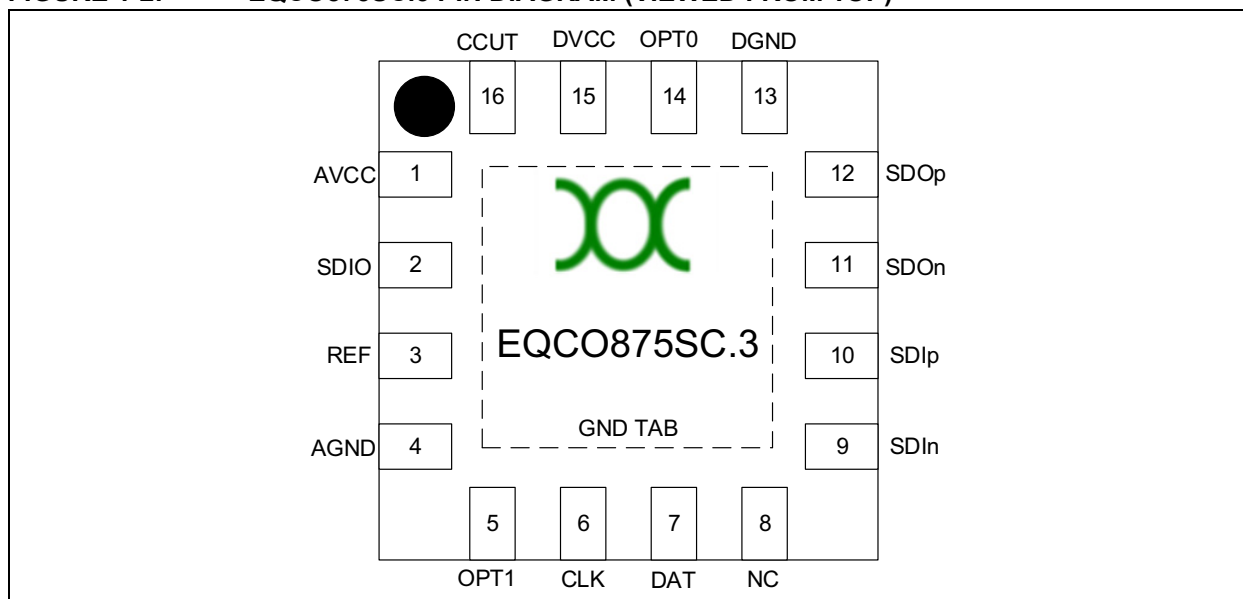 CCUT DVCC OPT0 DGND
16 15 14 13
AVCC 1 12 SDOp
SDIO 2 11 SDOn
REF 3 10 SDIp
EQCO875SC.3
GND TAB
AGND 4 9 SDIn
5 6 7 8
OPT1 CLK DAT NC